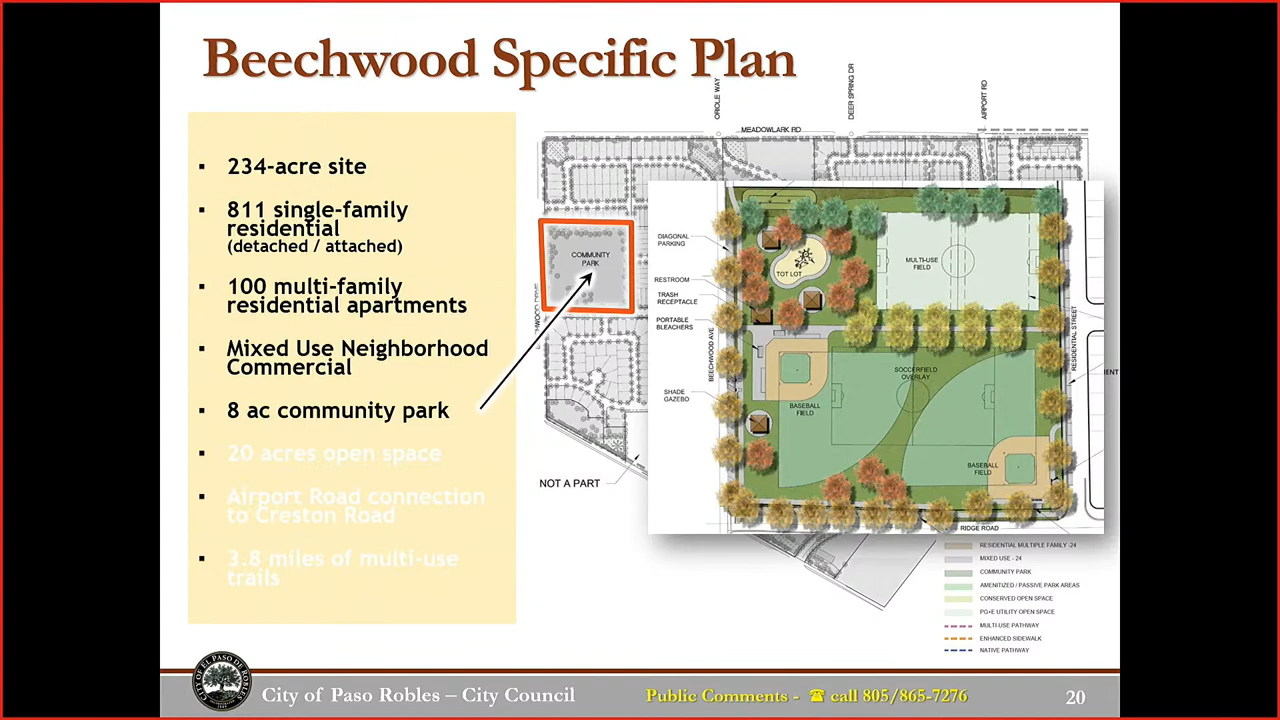 Beechwood Specific Plan
▪ 234-acre site
▪ 811 single-family
residential
(detached / attached)
▪ 100 multi-family
residential apartments
▪ Mixed Use Neighborhood
Commercial
▪ 8 ac community park
▪ 20 acres open space
▪ Airport Road connection
to Creston Road
▪ 3.8 miles of multi-use
trails
ORIOLE WAY
DEER SPRING DR
AIRPORT RD
MEADOWLARK RD
COMMUNITY
PARK
NOT A PART
DIAGONAL
PARKING
RESTROOM
TRASH
RECEPTACLE
PORTABLE
BLEACHERS
BEECHWOOD AVE
SHADE
GAZEBO
TOT LOT
MULTI-USE
FIELD
SOCCERFIELD
OVERLAY
BASEBALL
FIELD
BASEBALL
FIELD
RESIDENTIAL STREET
RIDGE ROAD
RESIDENTIAL MULTIPLE FAMILY -24
MIXED USE - 24
COMMUNITY PARK
AMENITIZED / PASSIVE PARK AREAS
CONSERVED OPEN SPACE
PG+E UTILITY OPEN SPACE
MULTI-USE PATHWAY
ENHANCED SIDEWALK
NATIVE PATHWAY
CITY OF EL PASO DE ROBLES
City of Paso Robles – City Council
Public Comments - ☎ call 805/865-7276
20